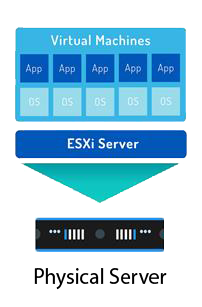 Virtual Machines
App App App App App
OS OS OS OS OS
ESXi Server
Physical Server